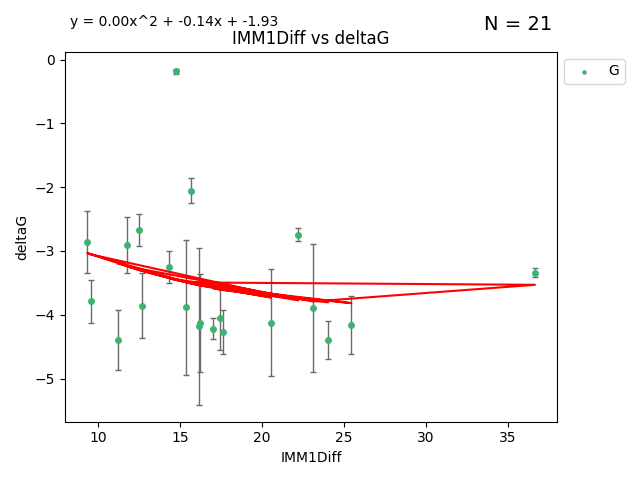 y = 0.00x^2 + -0.14x + -1.93
N = 21
IMM1Diff vs deltaG
G
0
−1
−2
−3
−4
−5
deltaG
10 15 20 25 30 35
IMM1Diff